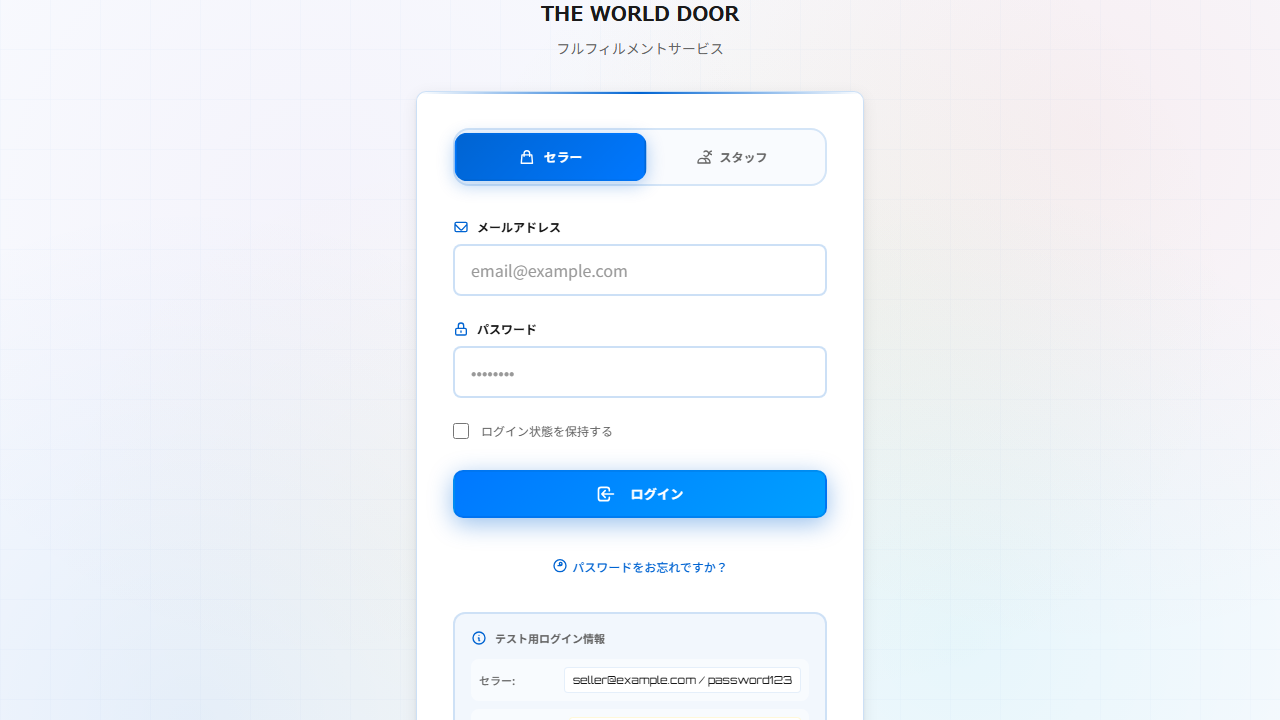 THE WORLD DOOR
フルフィルメントサービス
セラー
スタッフ
メールアドレス
email@example.com
パスワード
••••••••
ログイン状態を保持する
ログイン
パスワードをお忘れですか？
テスト用ログイン情報
セラー:
seller@example.com / password123